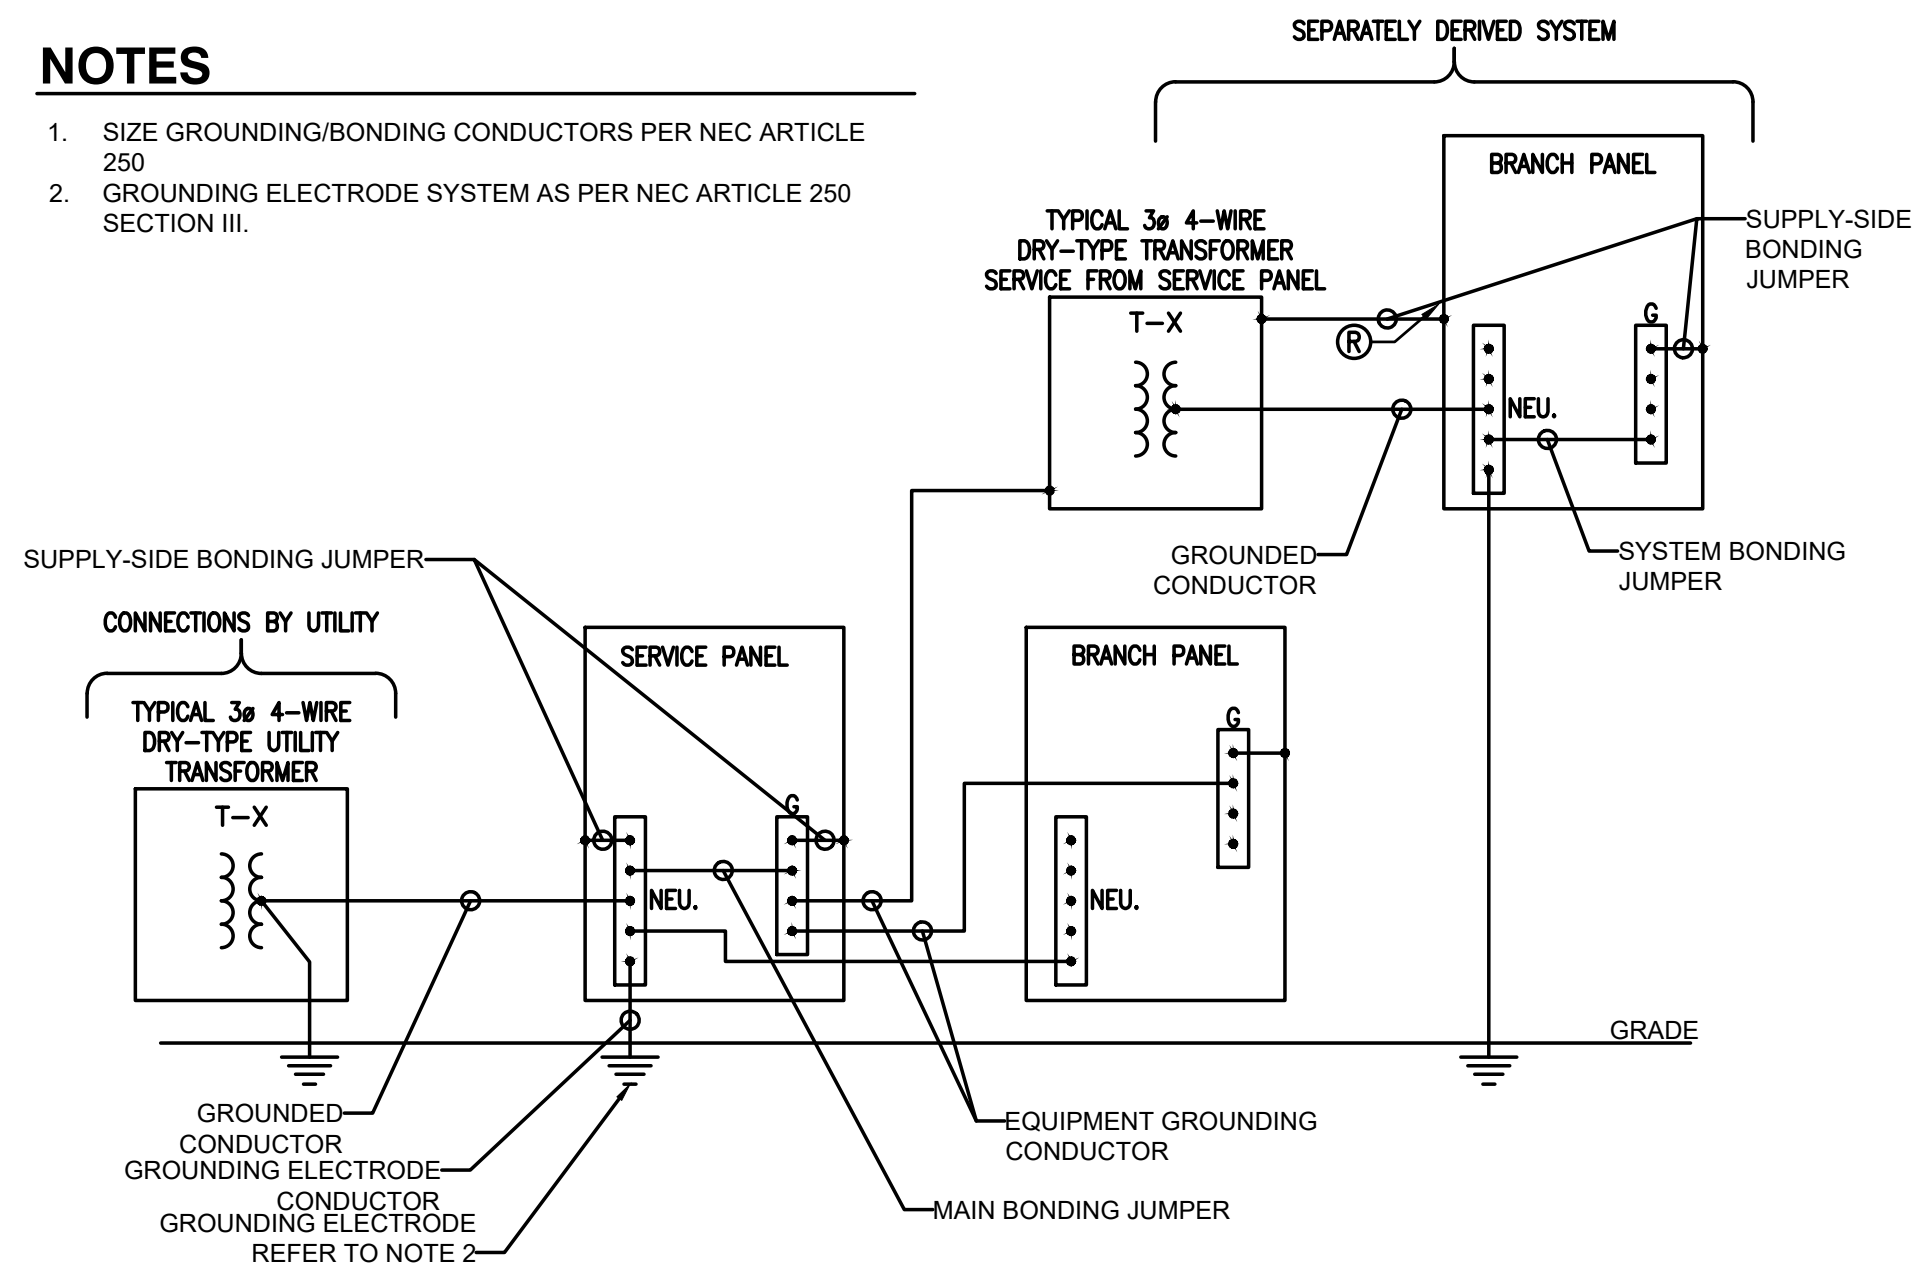 NOTES
1. SIZE GROUNDING/BONDING CONDUCTORS PER NEC ARTICLE
250
2. GROUNDING ELECTRODE SYSTEM AS PER NEC ARTICLE 250
SECTION III.
SEPARATELY DERIVED SYSTEM
BRANCH PANEL
TYPICAL 3ø 4-WIRE
DRY-TYPE TRANSFORMER
SERVICE FROM SERVICE PANEL
T-X
R
G
NEU.
SUPPLY-SIDE
BONDING
JUMPER
GROUNDED
CONDUCTOR
SYSTEM BONDING
JUMPER
SUPPLY-SIDE BONDING JUMPER
CONNECTIONS BY UTILITY
TYPICAL 3ø 4-WIRE
DRY-TYPE UTILITY
TRANSFORMER
T-X
SERVICE PANEL
G
NEU.
BRANCH PANEL
G
NEU.
GRADE
GROUNDED
CONDUCTOR
GROUNDING ELECTRODE
CONDUCTOR
GROUNDING ELECTRODE
REFER TO NOTE 2
EQUIPMENT GROUNDING
CONDUCTOR
MAIN BONDING JUMPER